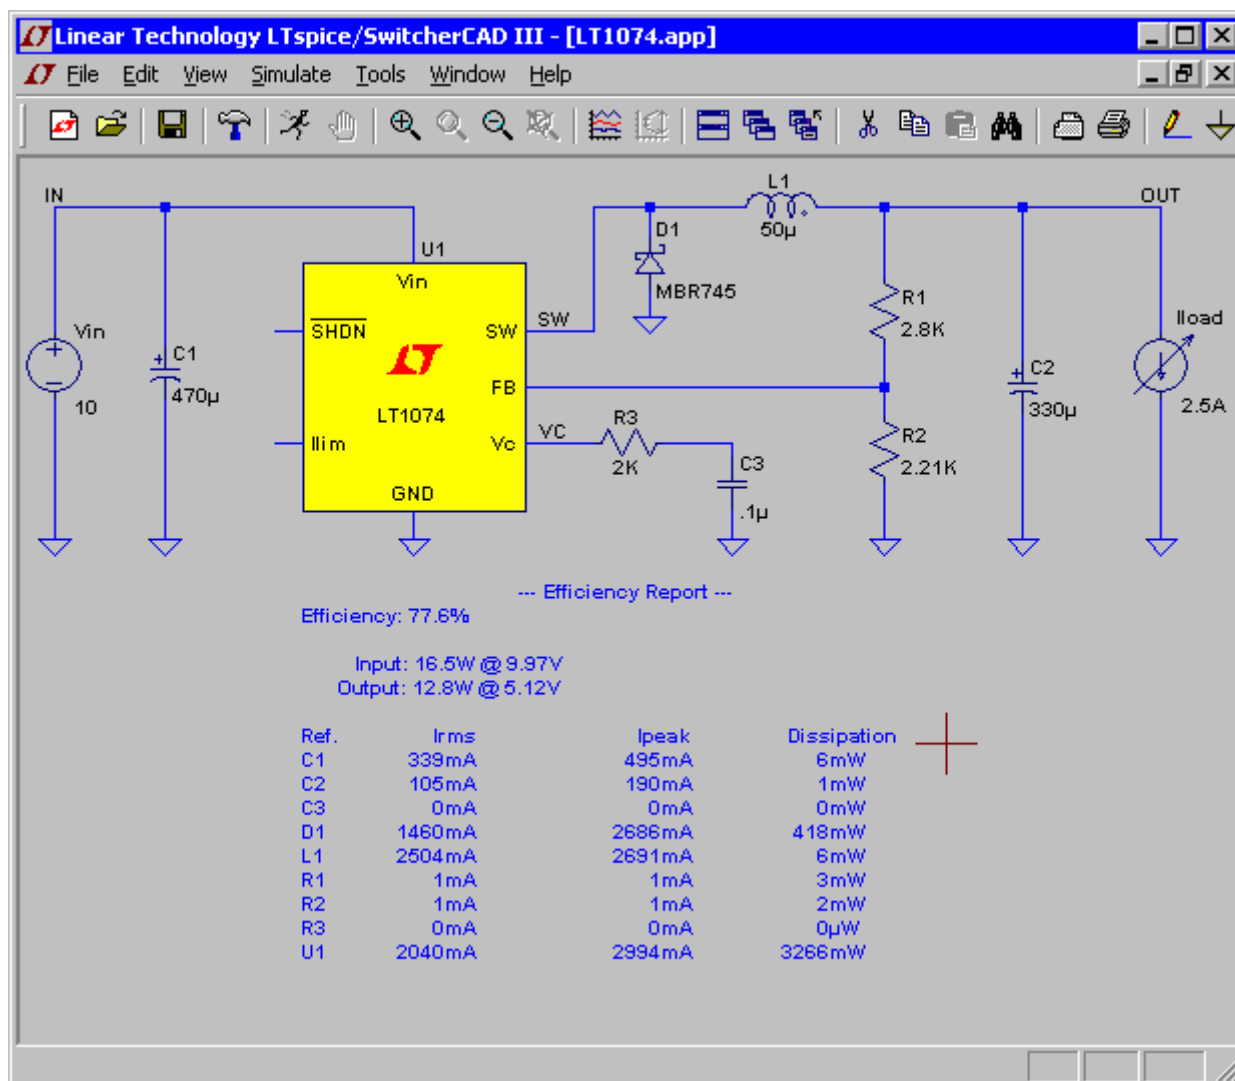 Linear Technology LTspice/SwitcherCAD III - [LT1074.app]
File Edit View Simulate Tools Window Help
IN
L1
OUT
50µ
D1
MBR745
U1
Vin
SHDN
SW
SW
R1
2.8K
Iload
Vin
10
C1
470µ
LT
LT1074
FB
C2
330µ
2.5A
Ilim
Vc
VC
R3
2K
R2
2.21K
C3
.1µ
GND
--- Efficiency Report ---
Efficiency: 77.6%
Input: 16.5W @ 9.97V
Output: 12.8W @ 5.12V
Ref. Irms Ipeak Dissipation
C1 339mA 495mA 6mW
C2 105mA 190mA 1mW
C3 0mA 0mA 0mW
D1 1460mA 2686mA 418mW
L1 2504mA 2691mA 6mW
R1 1mA 1mA 3mW
R2 1mA 1mA 2mW
R3 0mA 0mA 0µW
U1 2040mA 2994mA 3266mW